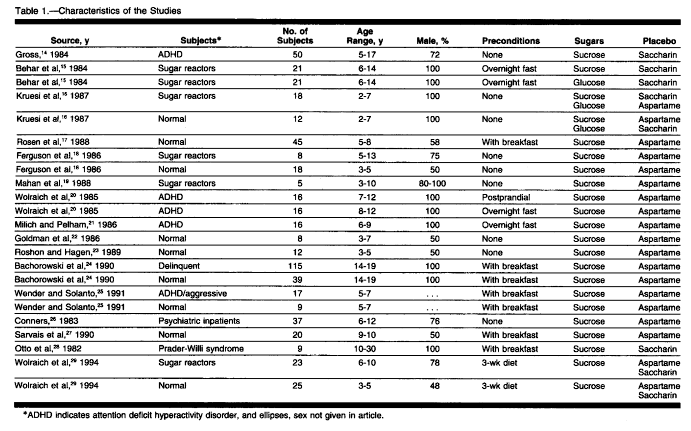 Table 1.—Characteristics of the Studies
Source, y Subjects* No. of Subjects Age Range, y Male, % Preconditions Sugars Placebo
Gross,14 1984 ADHD 50 5-17 72 None Sucrose Saccharin
Behar et al,15 1984 Sugar reactors 21 6-14 100 Overnight fast Sucrose Saccharin
Behar et al,15 1984 Sugar reactors 21 6-14 100 Overnight fast Glucose Saccharin
Kruesi et al,16 1987 Sugar reactors 18 2-7 100 None Sucrose Saccharin
Glucose Aspartame
Kruesi et al,16 1987 Normal 12 2-7 100 None Sucrose Aspartame
Glucose Saccharin
Rosen et al,17 1988 Normal 45 5-8 58 With breakfast Sucrose Aspartame
Ferguson et al,18 1986 Sugar reactors 8 5-13 75 None Sucrose Aspartame
Ferguson et al,18 1986 Normal 18 3-5 50 None Sucrose Aspartame
Mahan et al,19 1988 Sugar reactors 5 3-10 80-100 None Sucrose Aspartame
Wolraich et al,20 1985 ADHD 16 7-12 100 Postprandial Sucrose Aspartame
Wolraich et al,20 1985 ADHD 16 8-12 100 Overnight fast Sucrose Aspartame
Milich and Pelham,21 1986 ADHD 16 6-9 100 Overnight fast Sucrose Aspartame
Goldman et al,22 1986 Normal 8 3-7 50 None Sucrose Aspartame
Roshon and Hagen,23 1989 Normal 12 3-5 50 None Sucrose Aspartame
Bachorowski et al,24 1990 Delinquent 115 14-19 100 With breakfast Sucrose Aspartame
Bachorowski et al,24 1990 Normal 39 14-19 100 With breakfast Sucrose Aspartame
Wender and Solanto,25 1991 ADHD/aggressive 17 5-7 . . . With breakfast Sucrose Aspartame
Wender and Solanto,25 1991 Normal 9 5-7 . . . With breakfast Sucrose Aspartame
Conners,26 1983 Psychiatric inpatients 37 6-12 76 None Sucrose Aspartame
Sarvais et al,27 1990 Normal 20 9-10 50 With breakfast Sucrose Aspartame
Otto et al,28 1982 Prader-Willi syndrome 9 10-30 100 With breakfast Sucrose Saccharin
Wolraich et al,29 1994 Sugar reactors 23 6-10 78 3-wk diet Sucrose Aspartame
Saccharin
Wolraich et al,29 1994 Normal 25 3-5 48 3-wk diet Sucrose Aspartame
Saccharin
*ADHD indicates attention deficit hyperactivity disorder, and ellipses, sex not given in article.